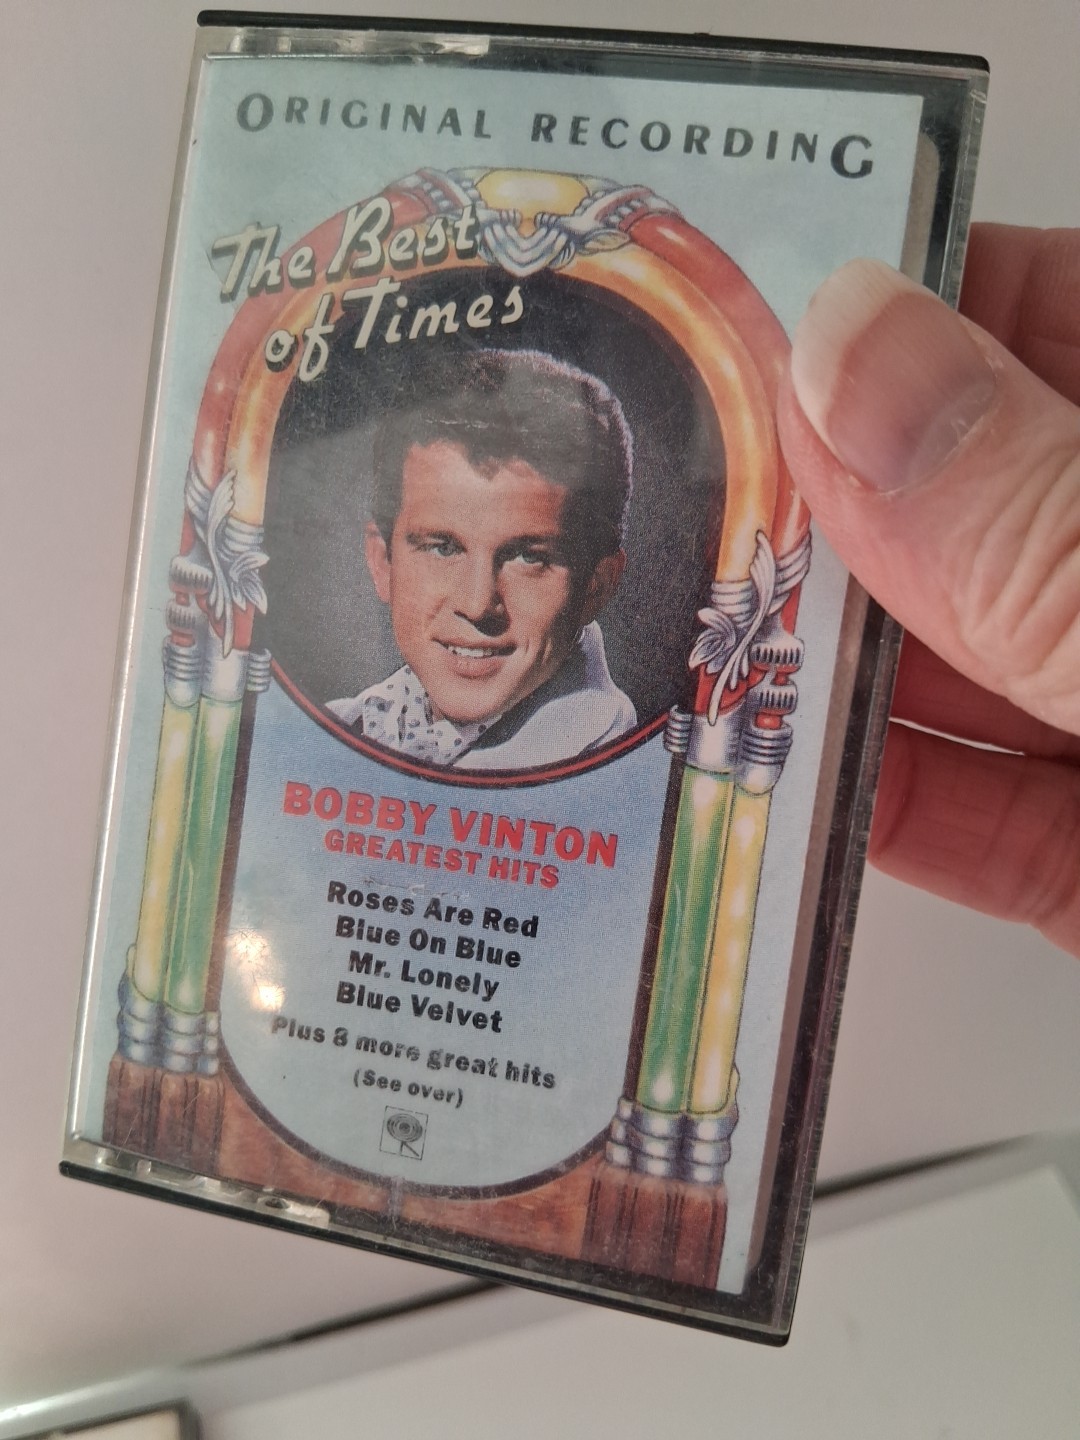 ORIGINAL RECORDING
The Best
of Times
BOBBY VINTON
GREATEST HITS
Roses Are Red
Blue On Blue
Mr. Lonely
Blue Velvet
Plus 8 more great hits
(See over)